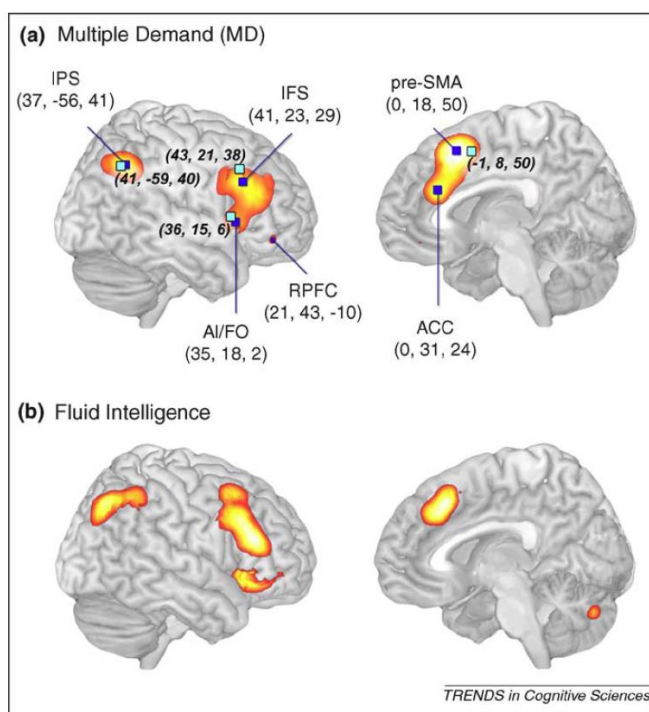 (a) Multiple Demand (MD)
IPS
(37, -56, 41)
IFS
(41, 23, 29)
pre-SMA
(0, 18, 50)
(43, 21, 38)
(-1, 8, 50)
(41, -59, 40)
(36, 15, 6)
RPFC
(21, 43, -10)
AI/FO
(35, 18, 2)
ACC
(0, 31, 24)
(b) Fluid Intelligence
TRENDS in Cognitive Sciences